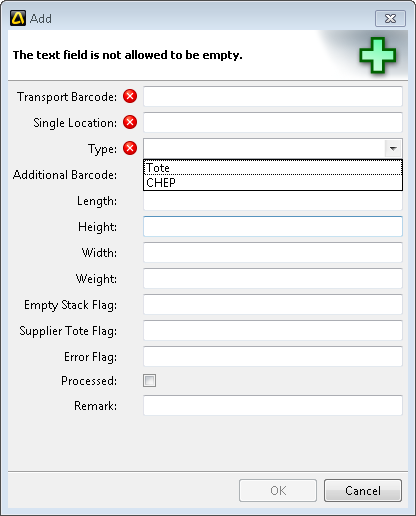 Add
The text field is not allowed to be empty.
Transport Barcode:
Single Location:
Type:
Tote
CHEP
Additional Barcode:
Length:
Height:
Width:
Weight:
Empty Stack Flag:
Supplier Tote Flag:
Error Flag:
Processed:
Remark:
OK Cancel